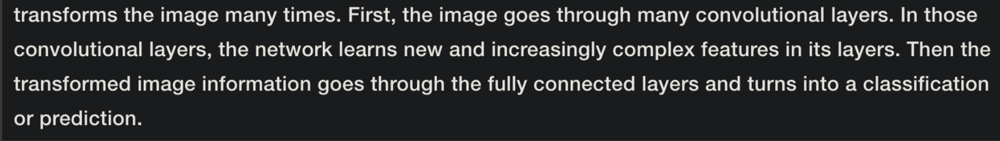 transforms the image many times. First, the image goes through many convolutional layers. In those
convolutional layers, the network learns new and increasingly complex features in its layers. Then the
transformed image information goes through the fully connected layers and turns into a classification
or prediction.